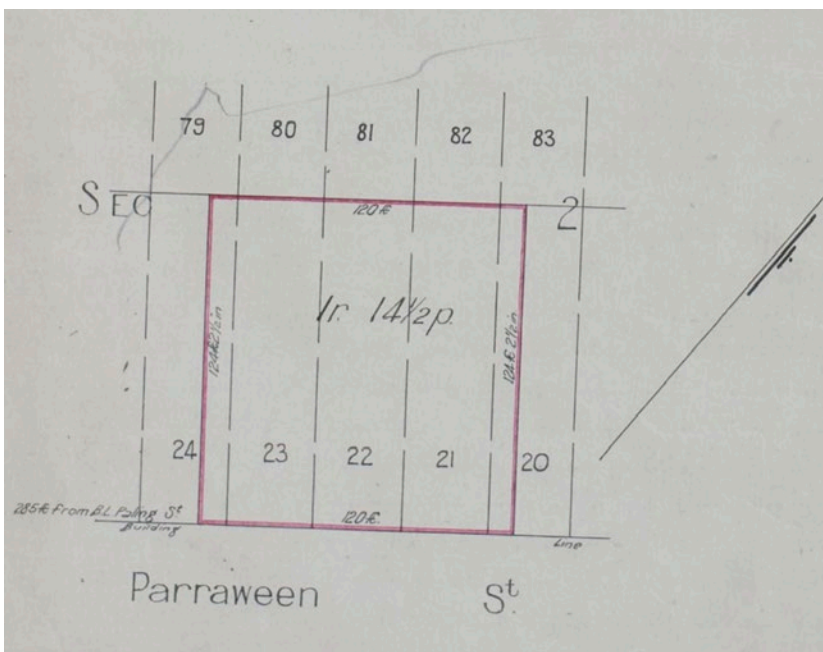 79 80 81 82 83
SEC 2
120 ft
1r. 14½p.
124 ft 2½ in
124 ft 2½ in
24 23 22 21 20
285 ft From B.L. Paling St
120 ft.
Building Line
Parraween St.